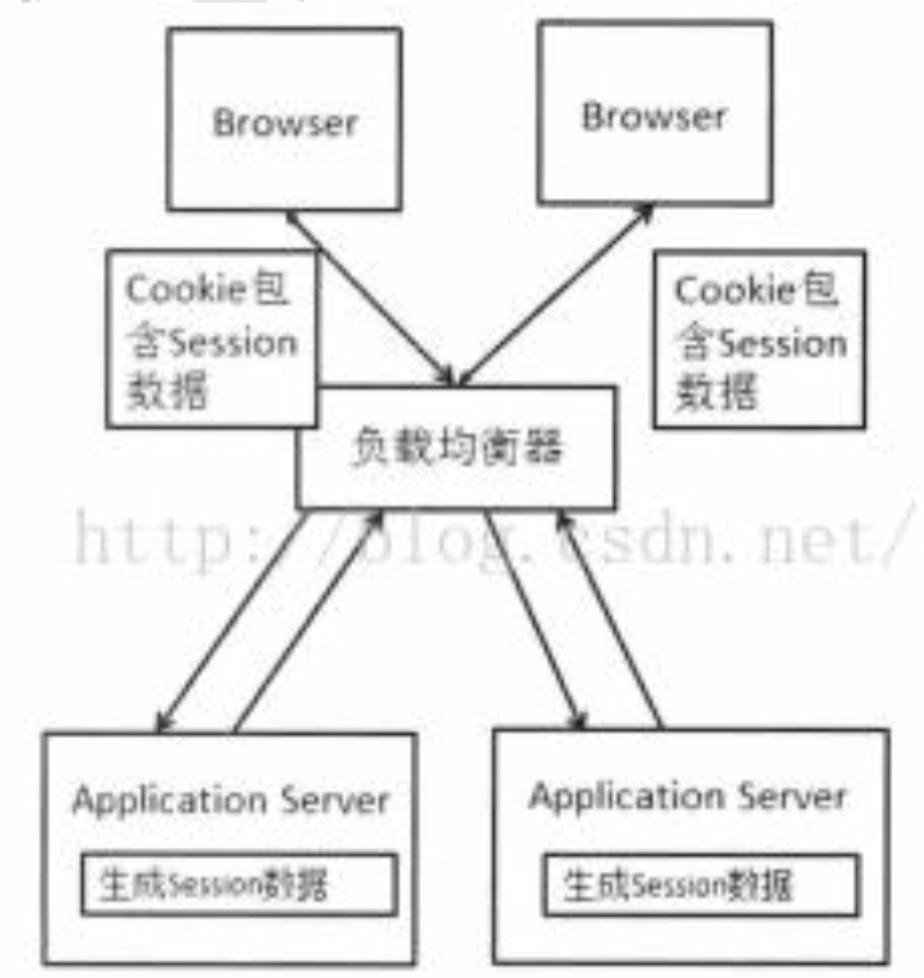 Browser
Browser
Cookie包
含Session
数据
Cookie包
含Session
数据
负载均衡器
http://blog.csdn.net/
Application Server
生成Session数据
Application Server
生成Session数据